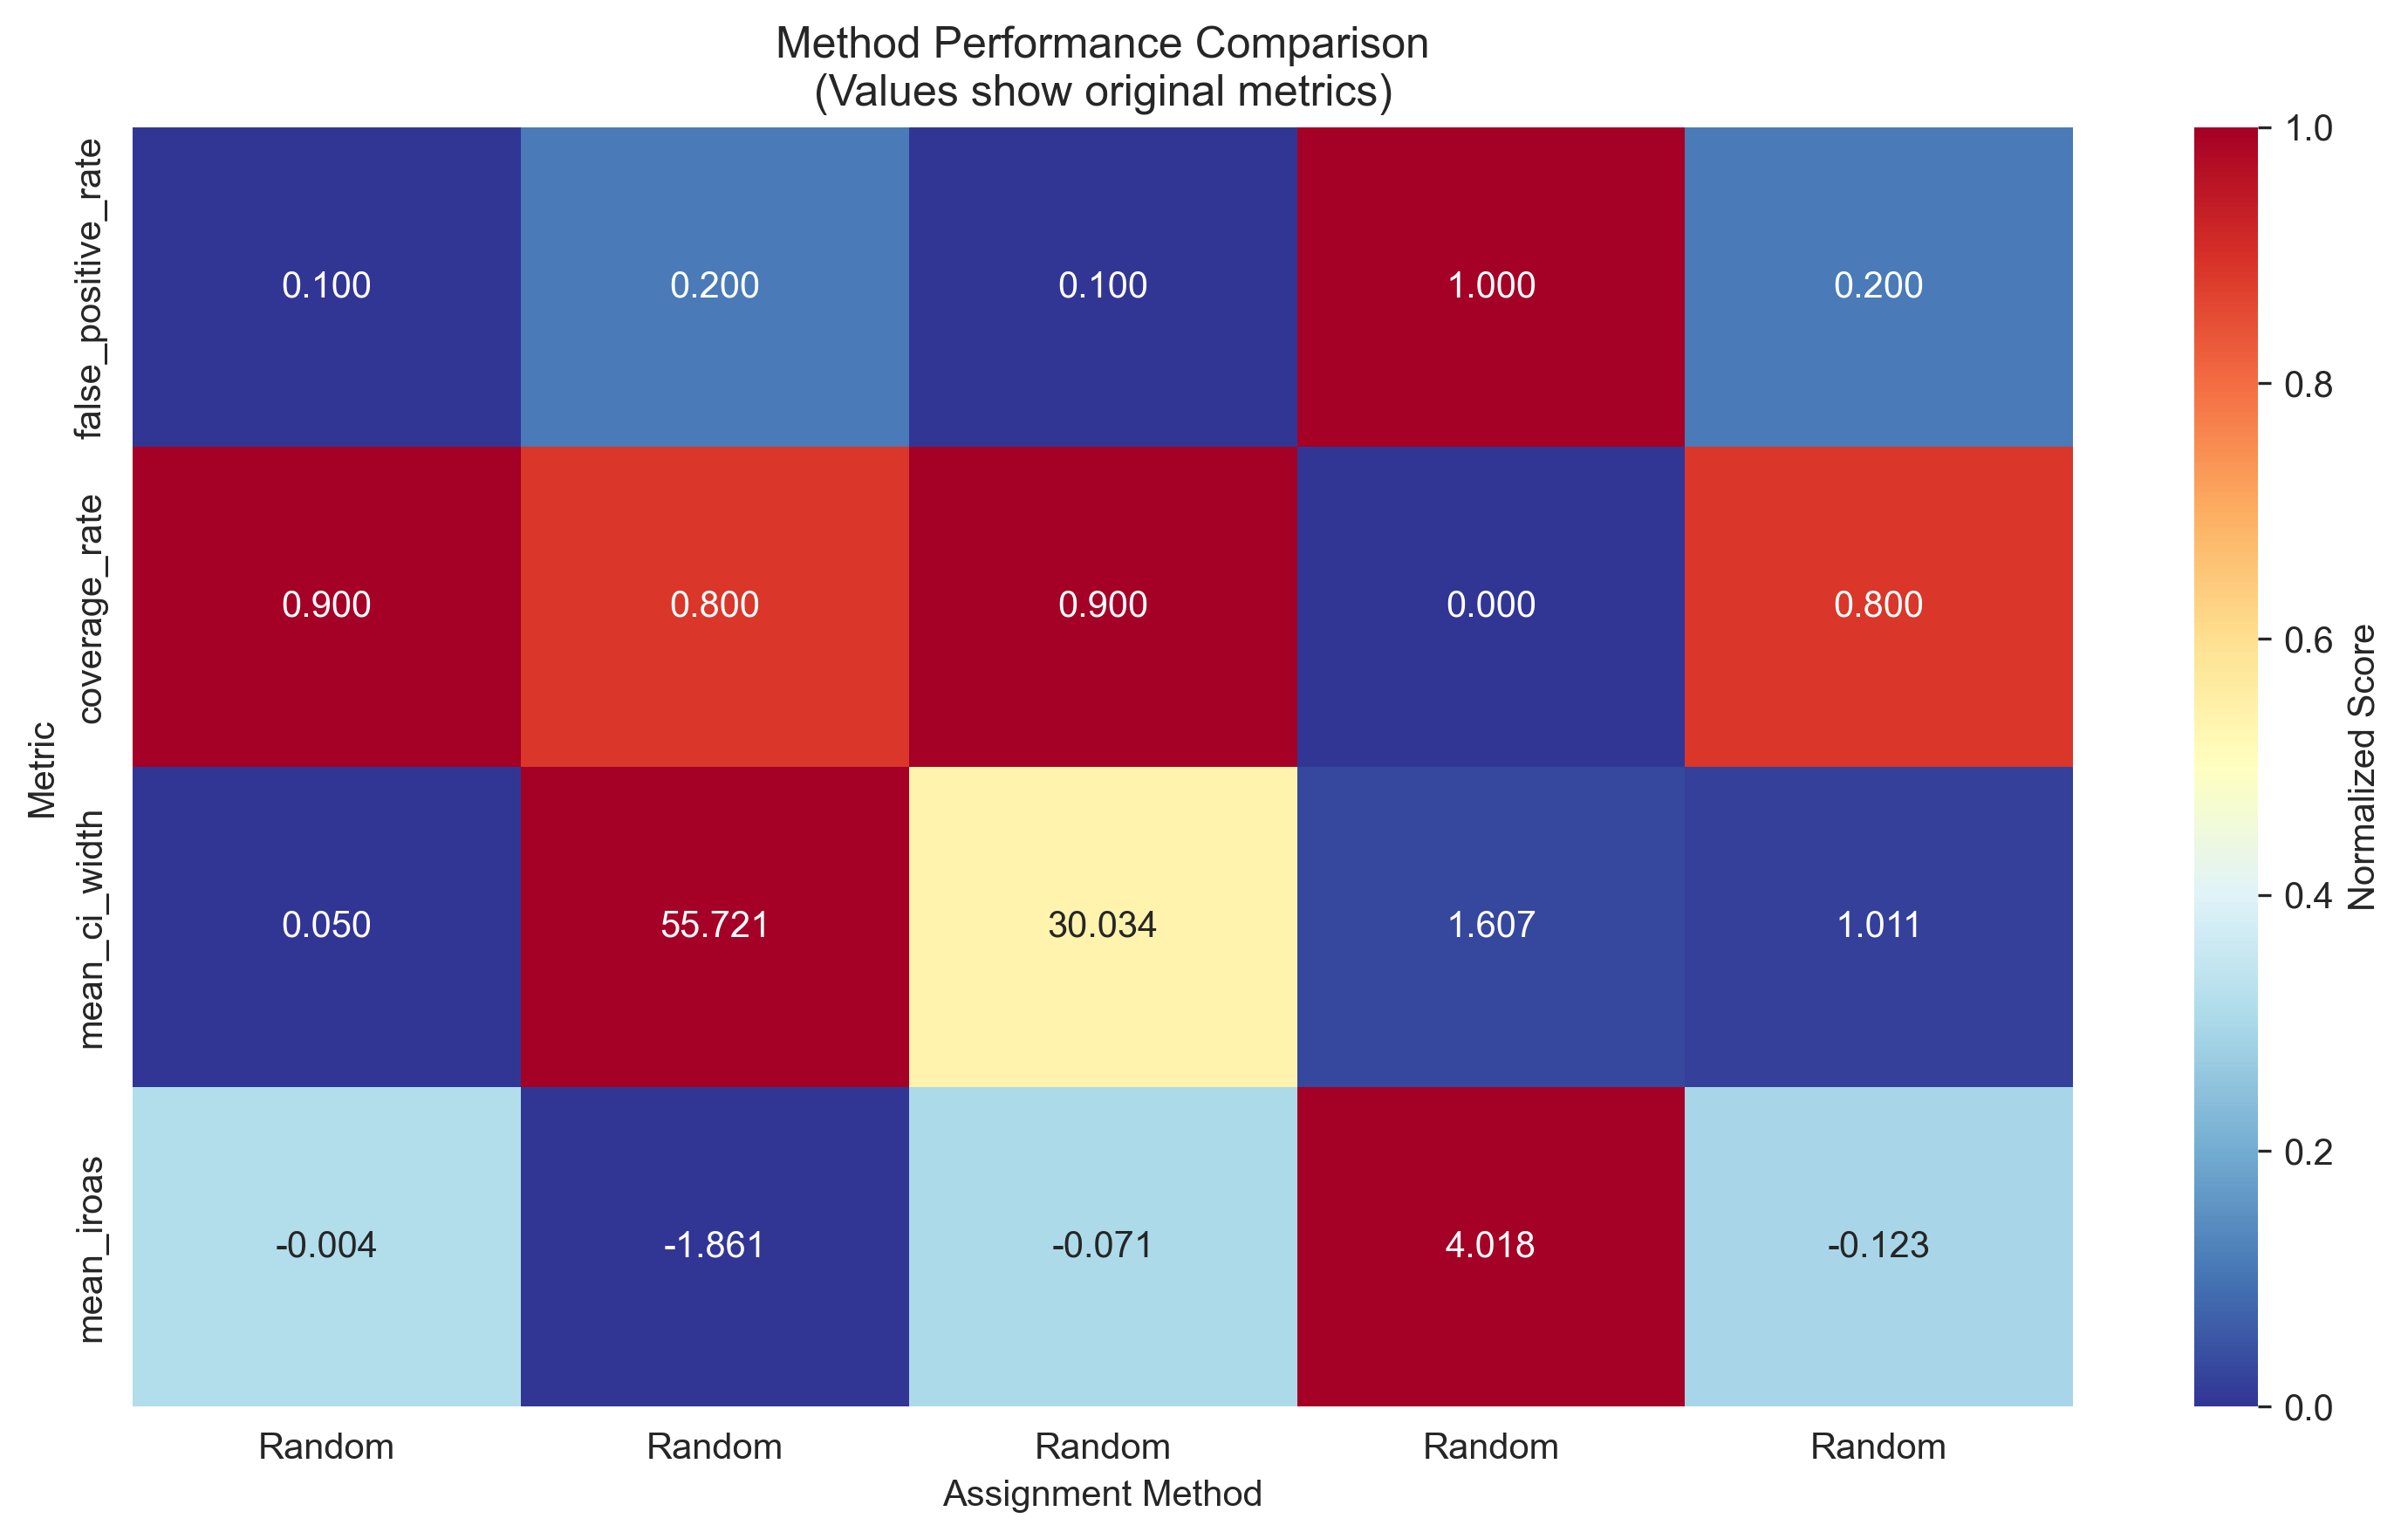 Method Performance Comparison
(Values show original metrics)
Metric
false_positive_rate
0.100 0.200 0.100 1.000 0.200
coverage_rate
0.900 0.800 0.900 0.000 0.800
mean_ci_width
0.050 55.721 30.034 1.607 1.011
mean_iroas
-0.004 -1.861 -0.071 4.018 -0.123
Random Random Random Random Random
Assignment Method
1.0
0.8
0.6
0.4
0.2
0.0
Normalized Score